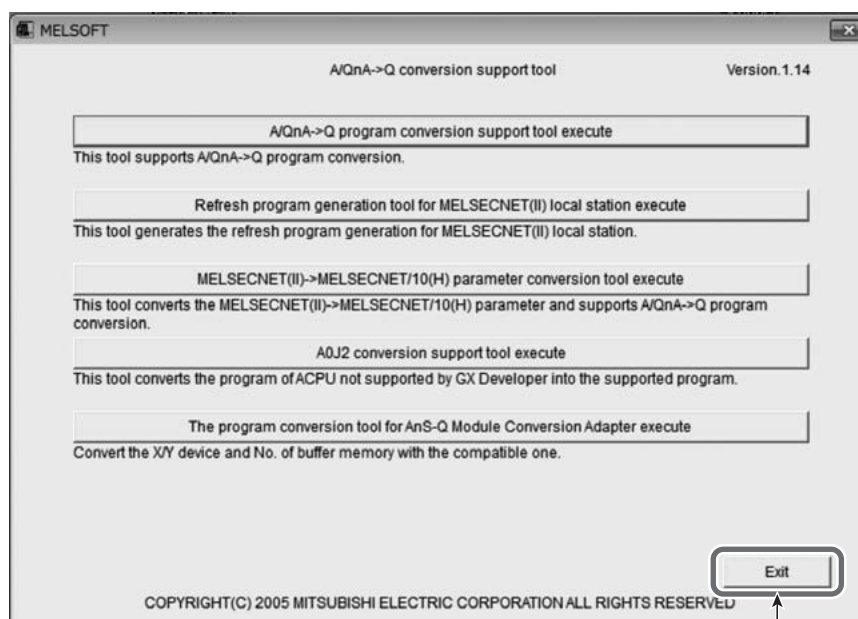 MELSOFT
A/QnA->Q conversion support tool
Version.1.14
A/QnA->Q program conversion support tool execute
This tool supports A/QnA->Q program conversion.
Refresh program generation tool for MELSECNET(II) local station execute
This tool generates the refresh program generation for MELSECNET(II) local station.
MELSECNET(II)->MELSECNET/10(H) parameter conversion tool execute
This tool converts the MELSECNET(II)->MELSECNET/10(H) parameter and supports A/QnA->Q program
conversion.
A0J2 conversion support tool execute
This tool converts the program of ACPU not supported by GX Developer into the supported program.
The program conversion tool for AnS-Q Module Conversion Adapter execute
Convert the X/Y device and No. of buffer memory with the compatible one.
Exit
COPYRIGHT(C) 2005 MITSUBISHI ELECTRIC CORPORATION ALL RIGHTS RESERVED